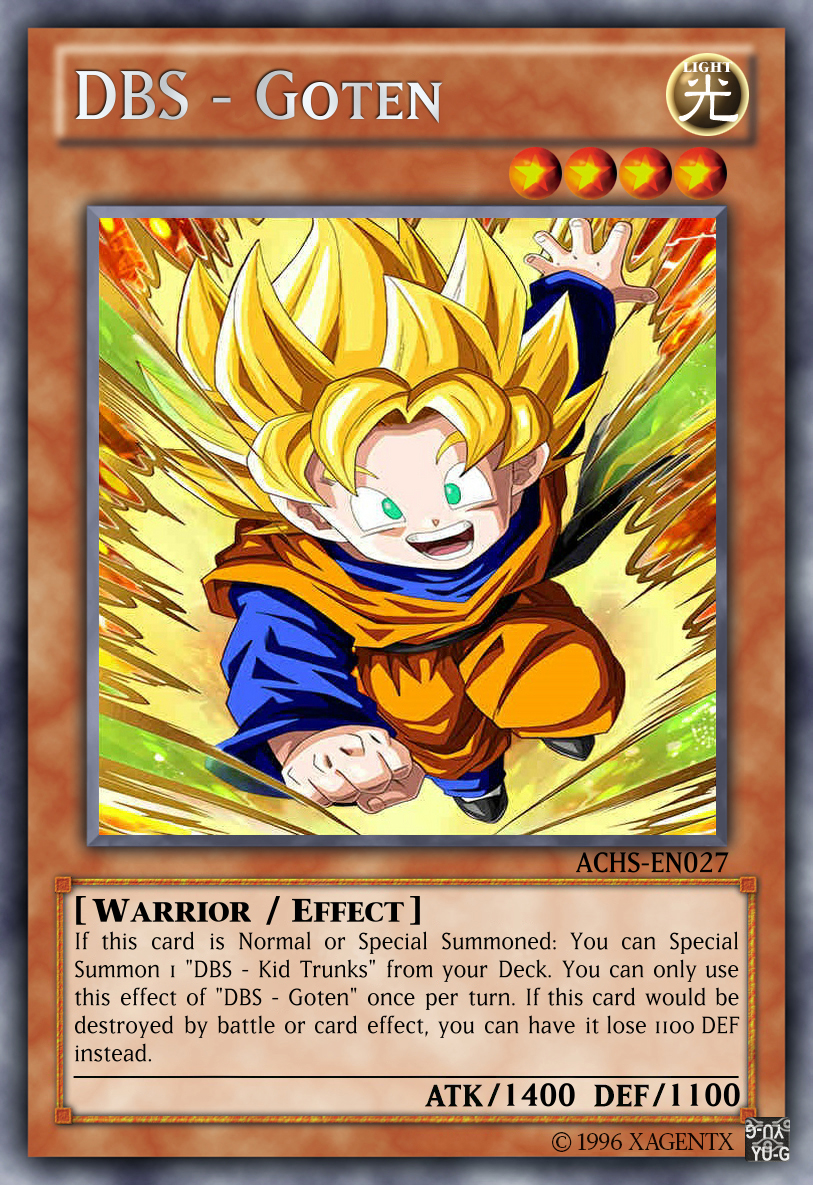 DBS - Goten
LIGHT
光
ACHS-EN027
[ Warrior / Effect ]
If this card is Normal or Special Summoned: You can Special
Summon 1 "DBS - Kid Trunks" from your Deck. You can only use
this effect of "DBS - Goten" once per turn. If this card would be
destroyed by battle or card effect, you can have it lose 1100 DEF
instead.
ATK/1400 DEF/1100
© 1996 XAGENTX
YU-G
YU-G